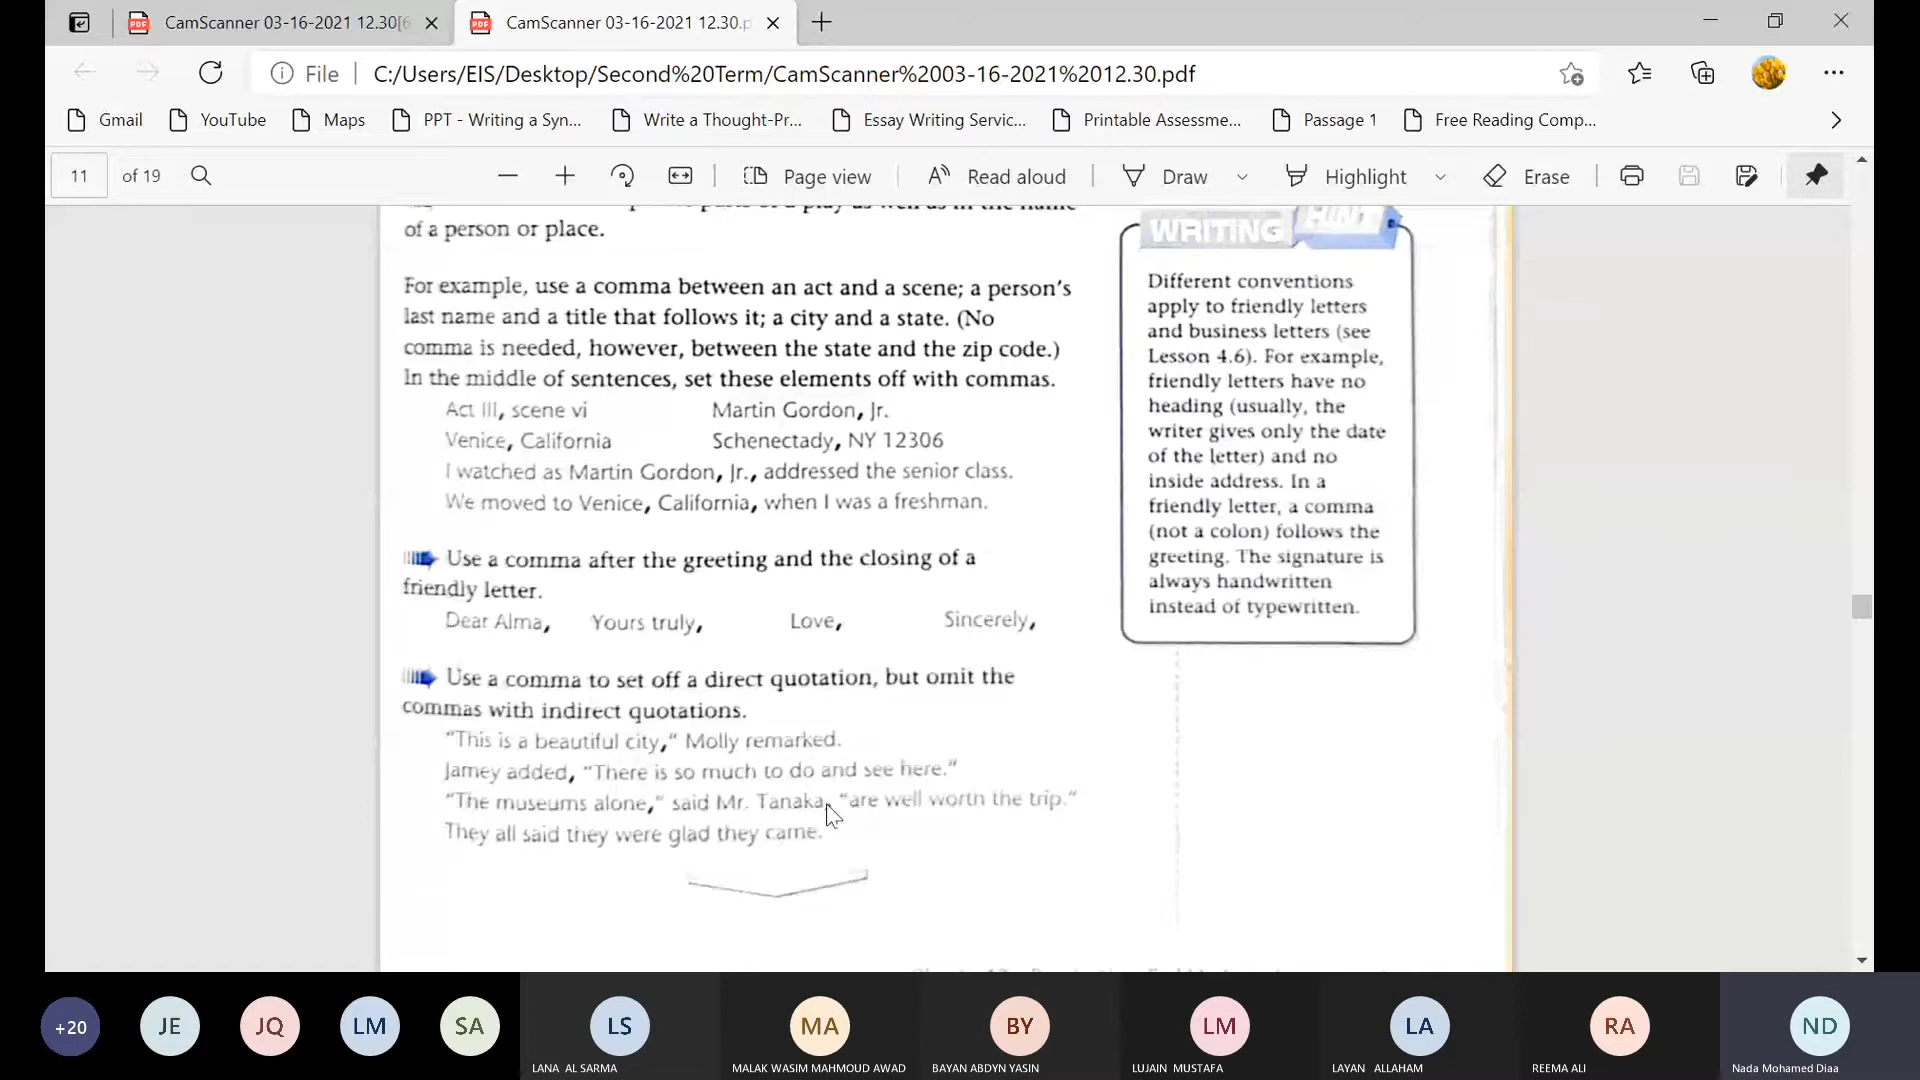 CamScanner 03-16-2021 12.30[6
CamScanner 03-16-2021 12.30.p
File
C:/Users/EIS/Desktop/Second%20Term/CamScanner%2003-16-2021%2012.30.pdf
Gmail
YouTube
Maps
PPT - Writing a Syn...
Write a Thought-Pr...
Essay Writing Servic...
Printable Assessme...
Passage 1
Free Reading Comp...
11 of 19
Page view
Read aloud
Draw
Highlight
Erase
parts of a play as well as in the name
of a person or place.
For example, use a comma between an act and a scene; a person's
last name and a title that follows it; a city and a state. (No
comma is needed, however, between the state and the zip code.)
In the middle of sentences, set these elements off with commas.
Act III, scene vi
Martin Gordon, Jr.
Venice, California
Schenectady, NY 12306
I watched as Martin Gordon, Jr., addressed the senior class.
We moved to Venice, California, when I was a freshman.
Use a comma after the greeting and the closing of a
friendly letter.
Dear Alma,
Yours truly,
Love,
Sincerely,
Use a comma to set off a direct quotation, but omit the
commas with indirect quotations.
"This is a beautiful city," Molly remarked.
Jamey added, "There is so much to do and see here."
"The museums alone," said Mr. Tanaka, "are well worth the trip."
They all said they were glad they came.
WRITING HINT
Different conventions
apply to friendly letters
and business letters (see
Lesson 4.6). For example,
friendly letters have no
heading (usually, the
writer gives only the date
of the letter) and no
inside address. In a
friendly letter, a comma
(not a colon) follows the
greeting. The signature is
always handwritten
instead of typewritten.
+20
JE
JQ
LM
SA
LS
MA
BY
LM
LA
RA
ND
LANA AL SARMA
MALAK WASIM MAHMOUD AWAD
BAYAN ABDYN YASIN
LUJAIN MUSTAFA
LAYAN ALLAHAM
REEMA ALI
Nada Mohamed Diaa